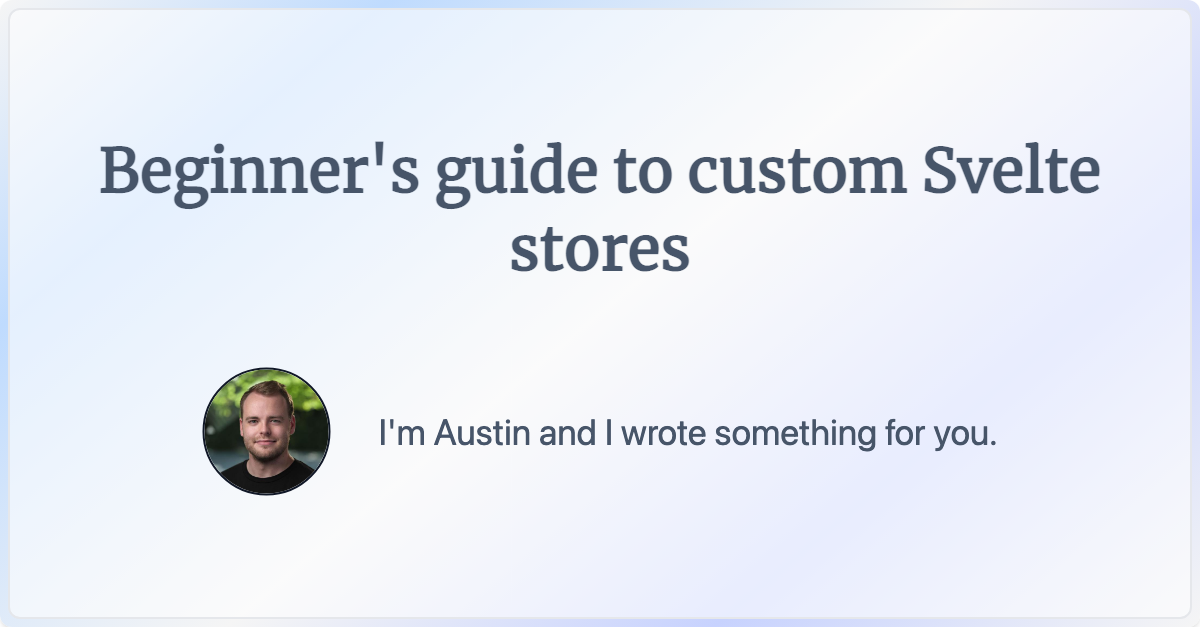 Beginner's guide to custom Svelte
stores
I'm Austin and I wrote something for you.